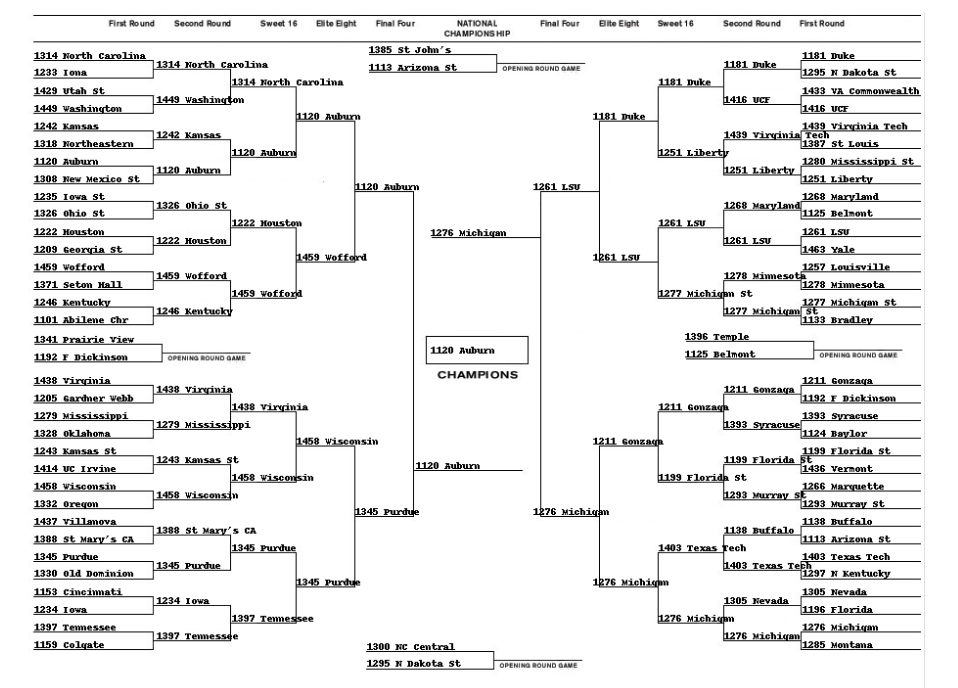 First Round Second Round Sweet 16 Elite Eight Final Four NATIONAL CHAMPIONSHIP Final Four Elite Eight Sweet 16 Second Round First Round
1385 St John's
1113 Arizona St
OPENING ROUND GAME
1314 North Carolina
1233 Iona
1429 Utah St
1449 Washington
1242 Kansas
1318 Northeastern
1120 Auburn
1308 New Mexico St
1235 Iowa St
1326 Ohio St
1222 Houston
1209 Georgia St
1459 Wofford
1371 Seton Hall
1246 Kentucky
1101 Abilene Chr
1314 North Carolina
1449 Washington
1242 Kansas
1120 Auburn
1326 Ohio St
1222 Houston
1459 Wofford
1246 Kentucky
1314 North Carolina
1120 Auburn
1222 Houston
1459 Wofford
1120 Auburn
1459 Wofford
1120 Auburn
1276 Michigan
1261 LSU
1181 Duke
1261 LSU
1181 Duke
1251 Liberty
1261 LSU
1277 Michigan St
1181 Duke
1416 UCF
1439 Virginia Tech
1251 Liberty
1268 Maryland
1261 LSU
1278 Minnesota
1277 Michigan St
1181 Duke
1295 N Dakota St
1433 VA Commonwealth
1416 UCF
1439 Virginia Tech
1387 St Louis
1280 Mississippi St
1251 Liberty
1268 Maryland
1125 Belmont
1261 LSU
1463 Yale
1257 Louisville
1278 Minnesota
1277 Michigan St
1133 Bradley
1341 Prairie View
1192 F Dickinson
OPENING ROUND GAME
1120 Auburn
CHAMPIONS
1396 Temple
1125 Belmont
OPENING ROUND GAME
1438 Virginia
1205 Gardner Webb
1279 Mississippi
1328 Oklahoma
1243 Kansas St
1414 UC Irvine
1458 Wisconsin
1332 Oregon
1437 Villanova
1388 St Mary's CA
1345 Purdue
1330 Old Dominion
1153 Cincinnati
1234 Iowa
1397 Tennessee
1159 Colgate
1438 Virginia
1279 Mississippi
1243 Kansas St
1458 Wisconsin
1388 St Mary's CA
1345 Purdue
1234 Iowa
1397 Tennessee
1438 Virginia
1458 Wisconsin
1345 Purdue
1397 Tennessee
1458 Wisconsin
1345 Purdue
1345 Purdue
1120 Auburn
1276 Michigan
1211 Gonzaga
1276 Michigan
1211 Gonzaga
1199 Florida St
1403 Texas Tech
1276 Michigan
1211 Gonzaga
1393 Syracuse
1199 Florida St
1293 Murray St
1138 Buffalo
1403 Texas Tech
1305 Nevada
1276 Michigan
1211 Gonzaga
1192 F Dickinson
1393 Syracuse
1124 Baylor
1199 Florida St
1436 Vermont
1266 Marquette
1293 Murray St
1138 Buffalo
1113 Arizona St
1403 Texas Tech
1297 N Kentucky
1305 Nevada
1196 Florida
1276 Michigan
1285 Montana
1300 NC Central
1295 N Dakota St
OPENING ROUND GAME